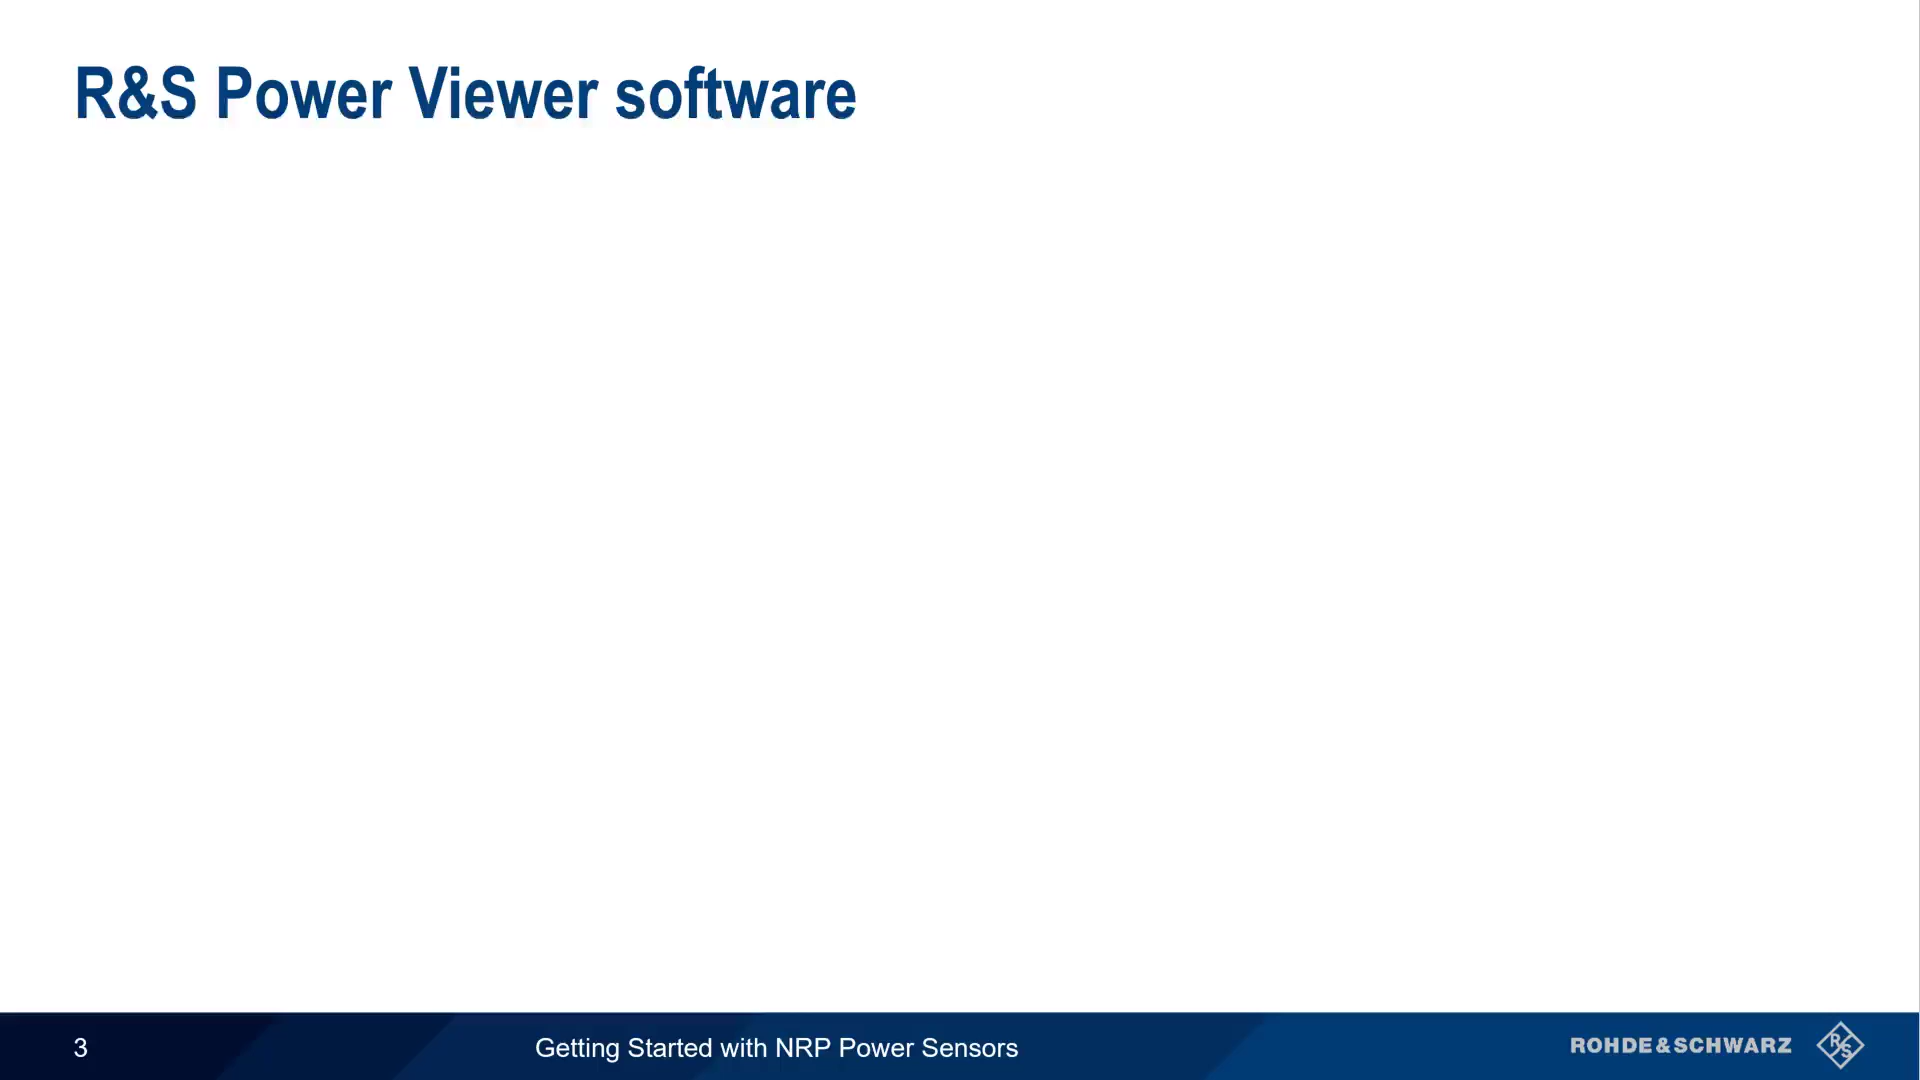 R&S Power Viewer software
3
Getting Started with NRP Power Sensors
ROHDE&SCHWARZ
R S